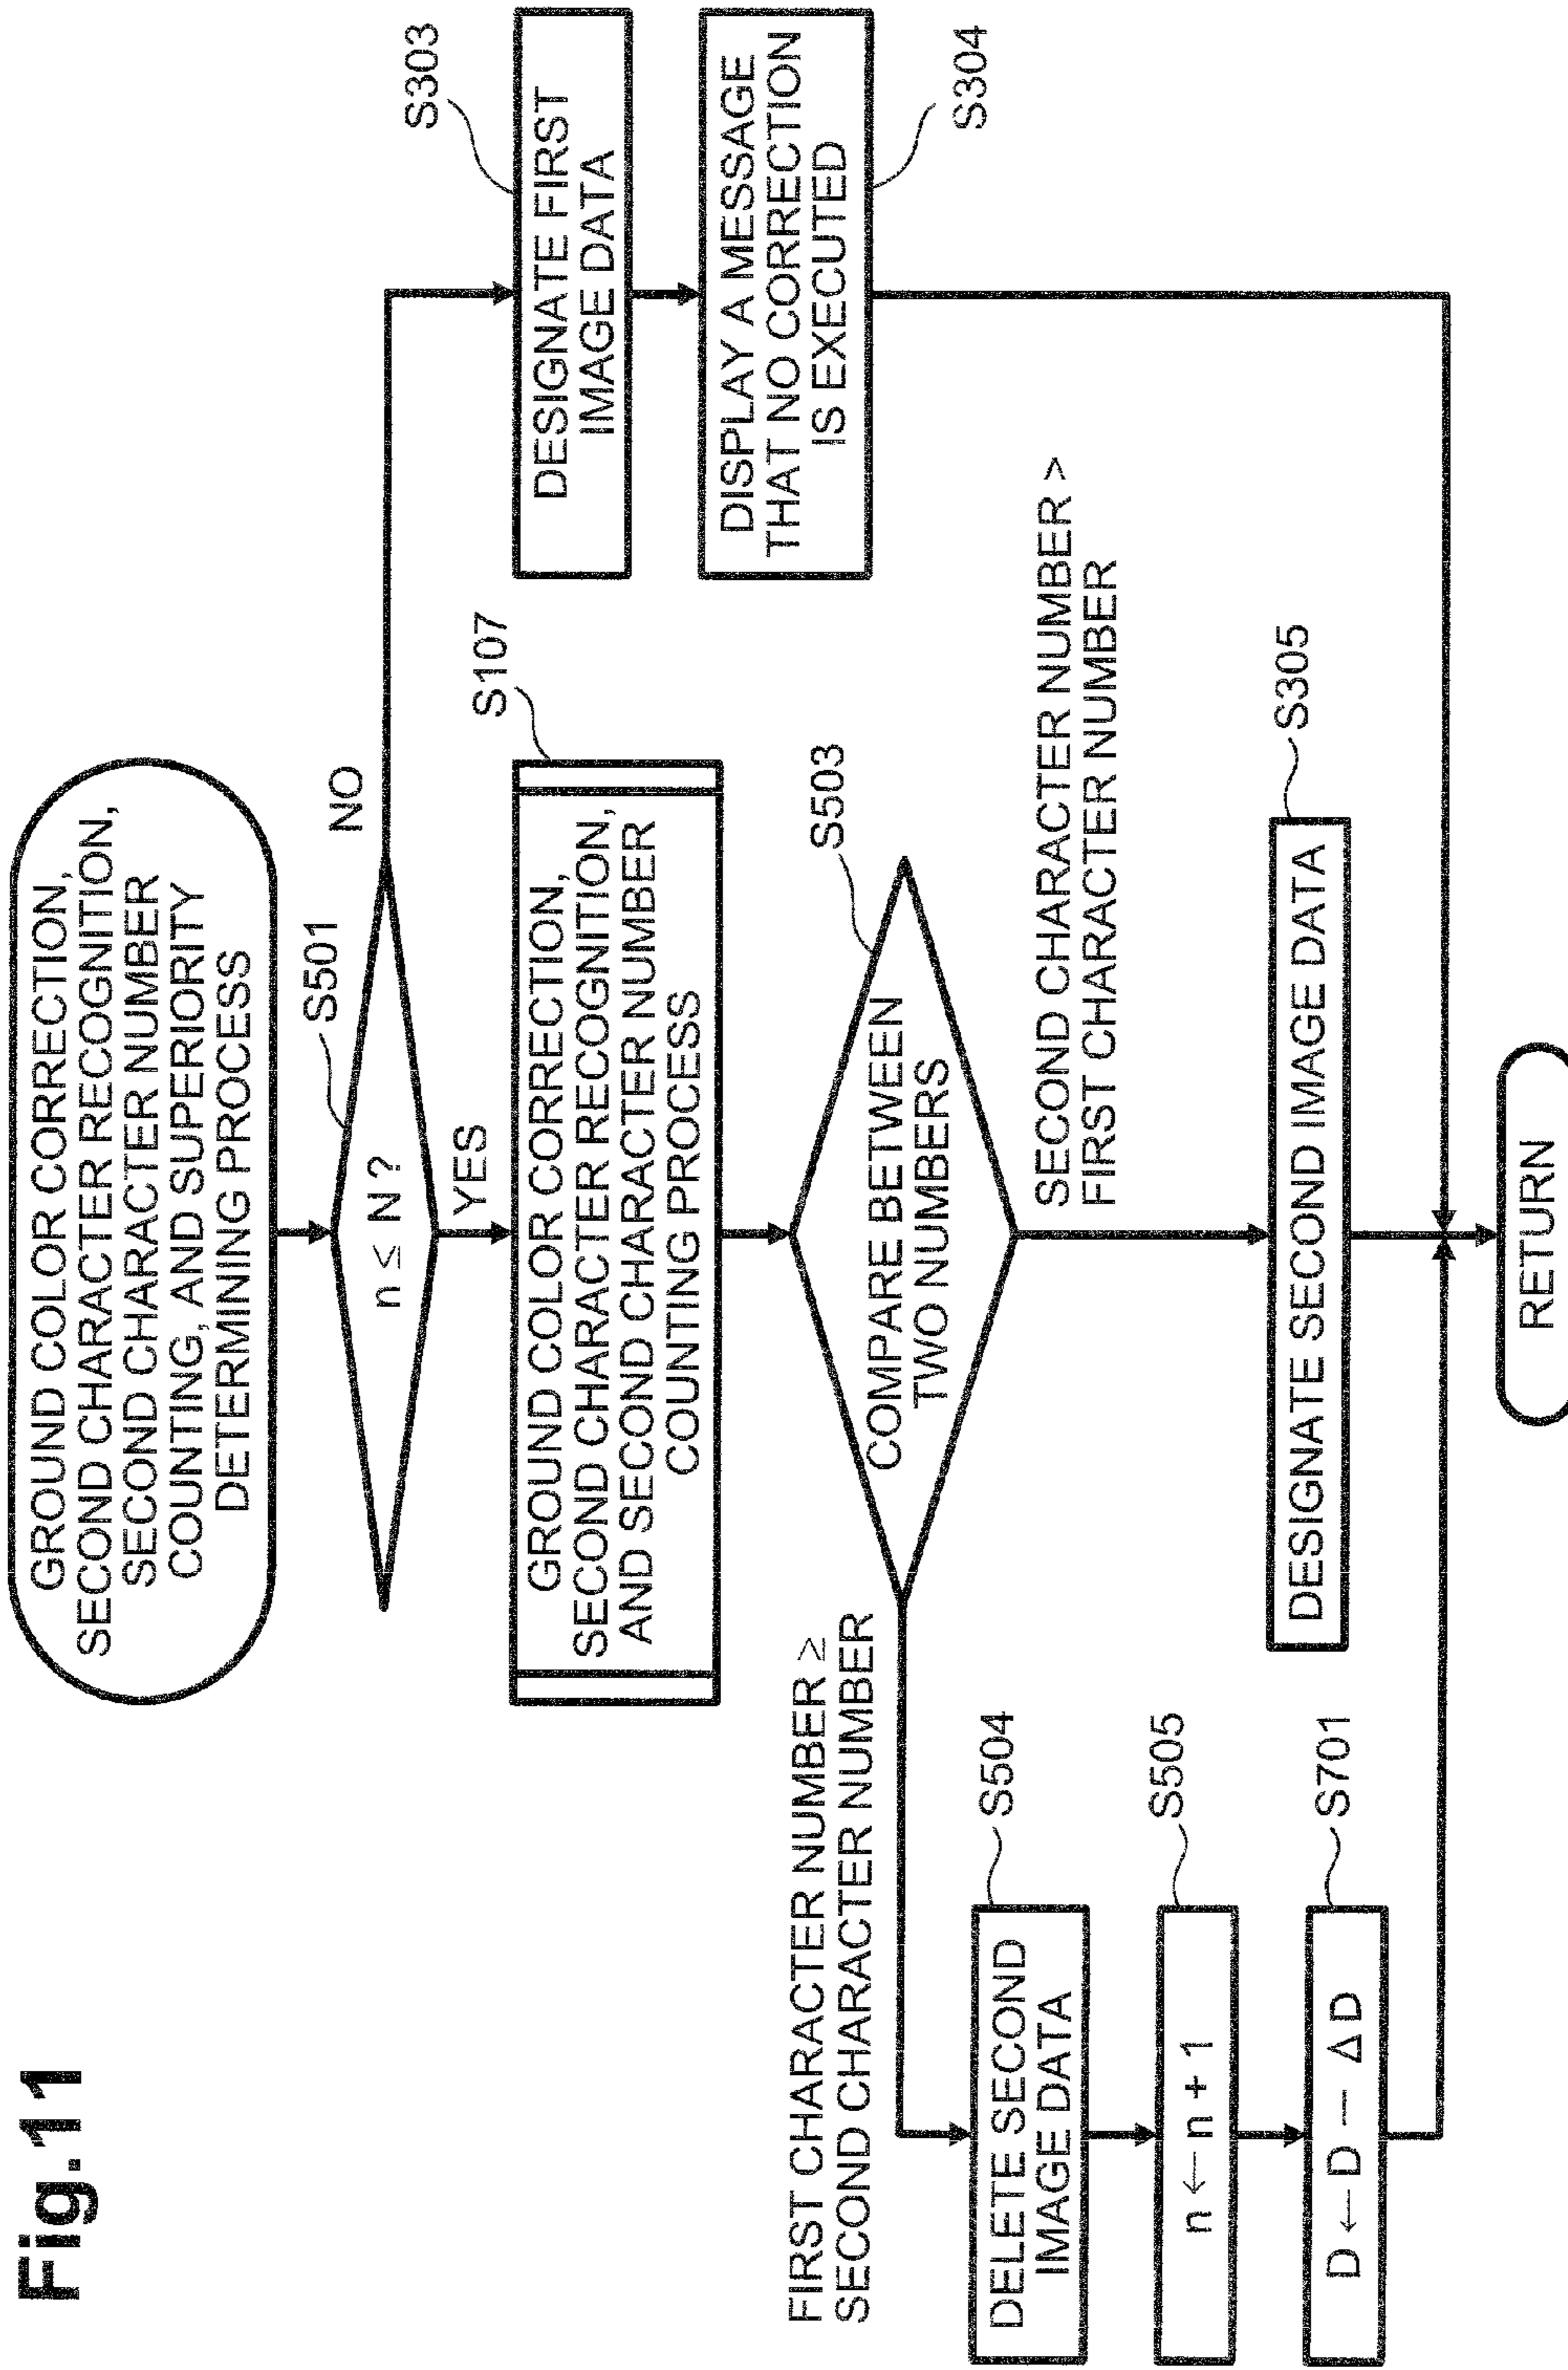 Fig.11
GROUND COLOR CORRECTION,
SECOND CHARACTER RECOGNITION,
SECOND CHARACTER NUMBER
COUNTING, AND SUPERIORITY
DETERMINING PROCESS
S501
n ≤ N ?
NO
YES
S303
DESIGNATE FIRST
IMAGE DATA
S304
DISPLAY A MESSAGE
THAT NO CORRECTION
IS EXECUTED
S107
GROUND COLOR CORRECTION,
SECOND CHARACTER RECOGNITION,
AND SECOND CHARACTER NUMBER
COUNTING PROCESS
S503
COMPARE BETWEEN
TWO NUMBERS
FIRST CHARACTER NUMBER ≥
SECOND CHARACTER NUMBER
SECOND CHARACTER NUMBER >
FIRST CHARACTER NUMBER
S504
DELETE SECOND
IMAGE DATA
S505
n ← n + 1
S701
D ← D − Δ D
S305
DESIGNATE SECOND IMAGE DATA
RETURN